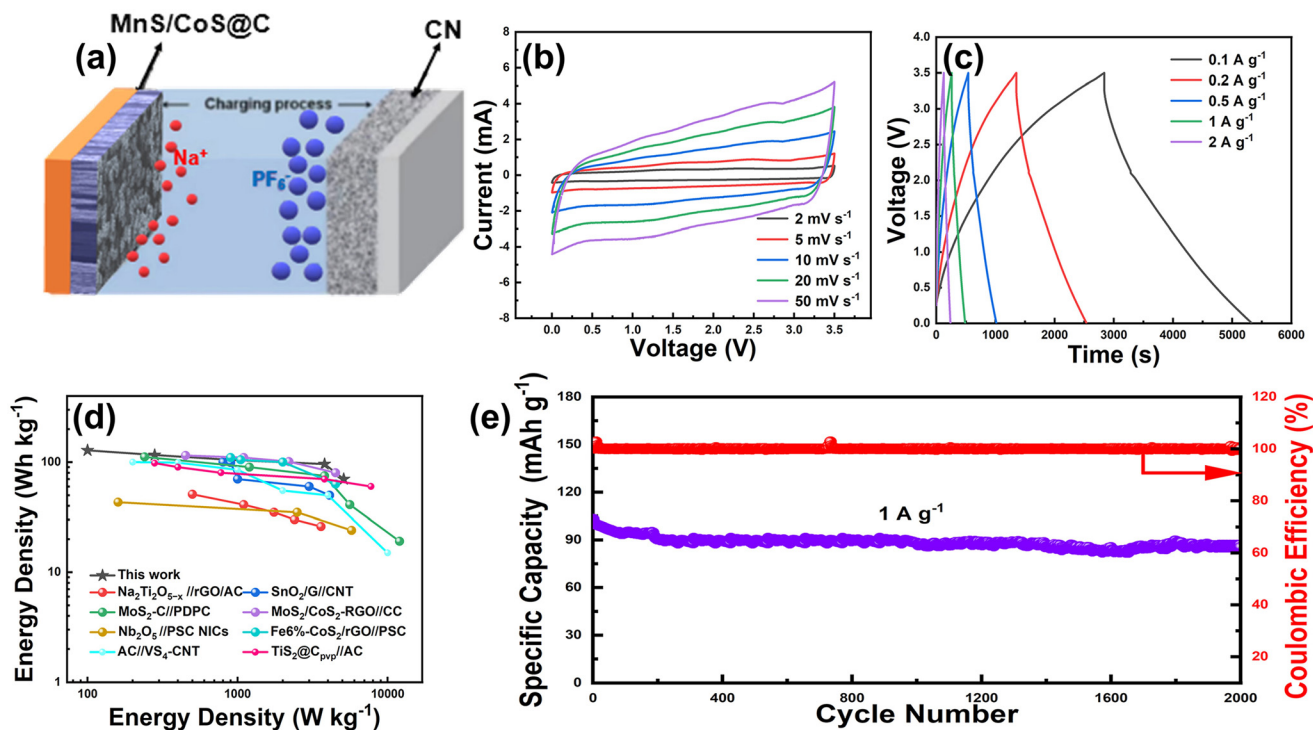 (a)
MnS/CoS@C
CN
Charging process
Na⁺
PF₆⁻
(b)
Current (mA)
8
6
4
2
0
-2
-4
-6
-8
0.0 0.5 1.0 1.5 2.0 2.5 3.0 3.5
Voltage (V)
2 mV s⁻¹
5 mV s⁻¹
10 mV s⁻¹
20 mV s⁻¹
50 mV s⁻¹
(c)
Voltage (V)
4.0
3.5
3.0
2.5
2.0
1.5
1.0
0.5
0.0
0 1000 2000 3000 4000 5000 6000
Time (s)
0.1 A g⁻¹
0.2 A g⁻¹
0.5 A g⁻¹
1 A g⁻¹
2 A g⁻¹
(d)
Energy Density (Wh kg⁻¹)
100
10
1
This work
Na₂Ti₂O₅₋ₓ //rGO/AC
SnO₂/G//CNT
MoS₂-C//PDPC
MoS₂/CoS₂-RGO//CC
Nb₂O₅ //PSC NICs
Fe6%-CoS₂/rGO//PSC
AC//VS₄-CNT
TiS₂@Cpvp//AC
100 1000 10000
Energy Density (W kg⁻¹)
(e)
Specific Capacity (mAh g⁻¹)
180
150
120
90
60
30
0
1 A g⁻¹
0 400 800 1200 1600 2000
Cycle Number
120
100
80
60
40
20
0
Coulombic Efficiency (%)